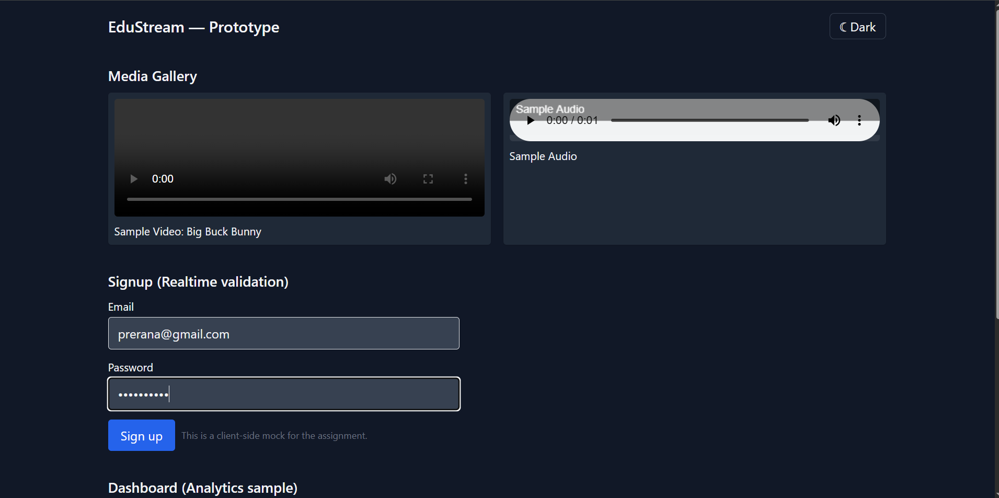 EduStream — Prototype
☾ Dark
Media Gallery
0:00
Sample Video: Big Buck Bunny
Sample Audio
0:00 / 0:01
Sample Audio
Signup (Realtime validation)
Email
prerana@gmail.com
Password
••••••••••
Sign up
This is a client-side mock for the assignment.
Dashboard (Analytics sample)